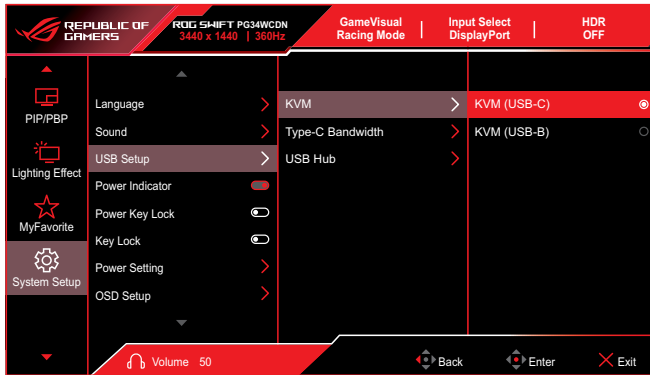 REPUBLIC OF
GAMERS
ROG SWIFT PG34WCDN
3440 x 1440 | 360Hz
GameVisual
Racing Mode
Input Select
DisplayPort
HDR
OFF
PIP/PBP
Lighting Effect
MyFavorite
System Setup
Language
Sound
USB Setup
Power Indicator
Power Key Lock
Key Lock
Power Setting
OSD Setup
KVM
Type-C Bandwidth
USB Hub
KVM (USB-C)
KVM (USB-B)
Volume 50
Back
Enter
Exit